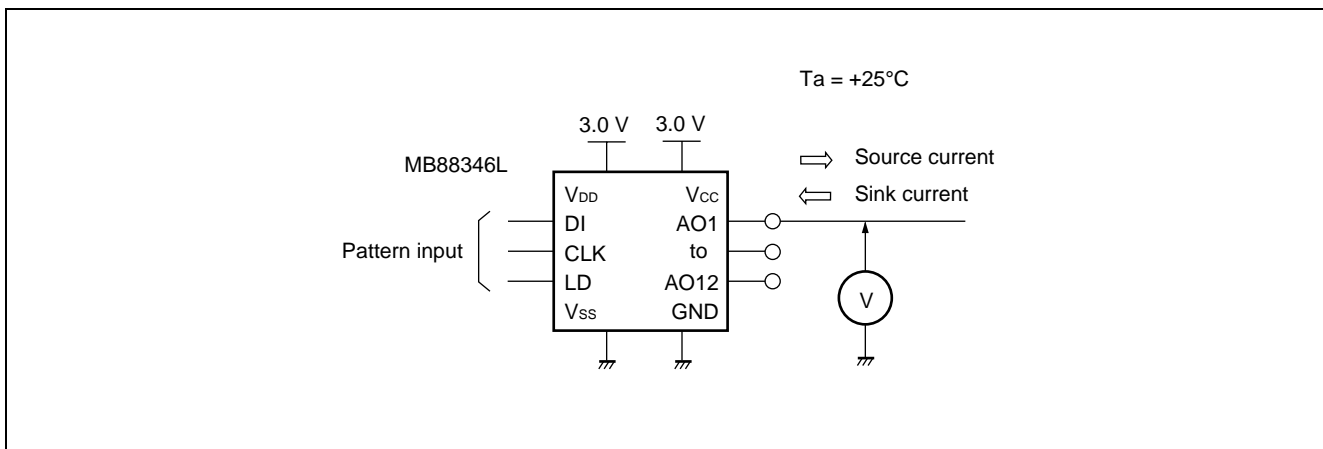 Ta = +25°C
3.0 V 3.0 V
MB88346L
Source current
Sink current
VDD VCC
DI AO1
Pattern input
CLK to
LD AO12
VSS GND
V